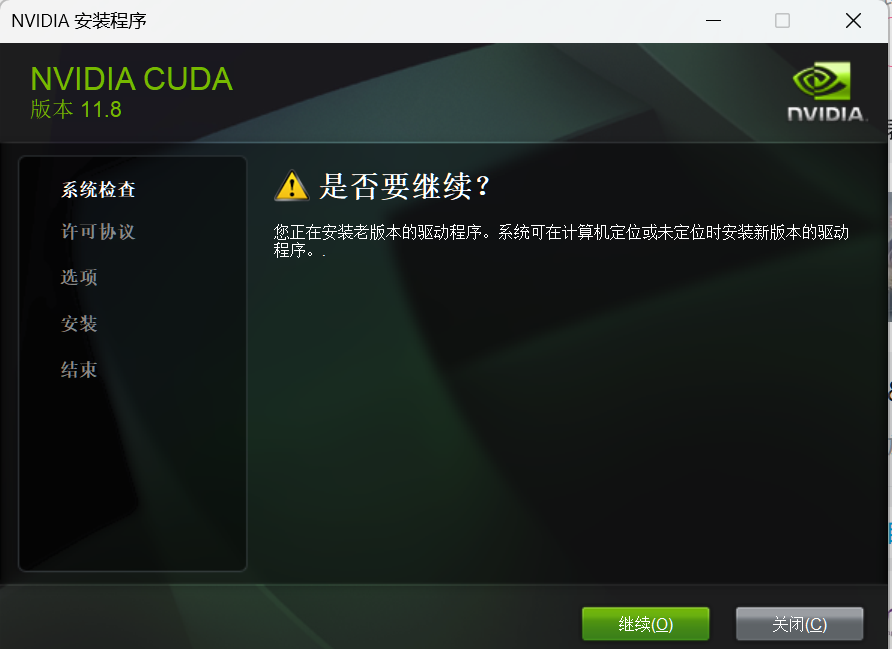 NVIDIA 安装程序
NVIDIA CUDA
版本 11.8
NVIDIA.
系统检查
许可协议
选项
安装
结束
是否要继续？
您正在安装老版本的驱动程序。系统可在计算机定位或未定位时安装新版本的驱动
程序。.
继续(O)
关闭(C)